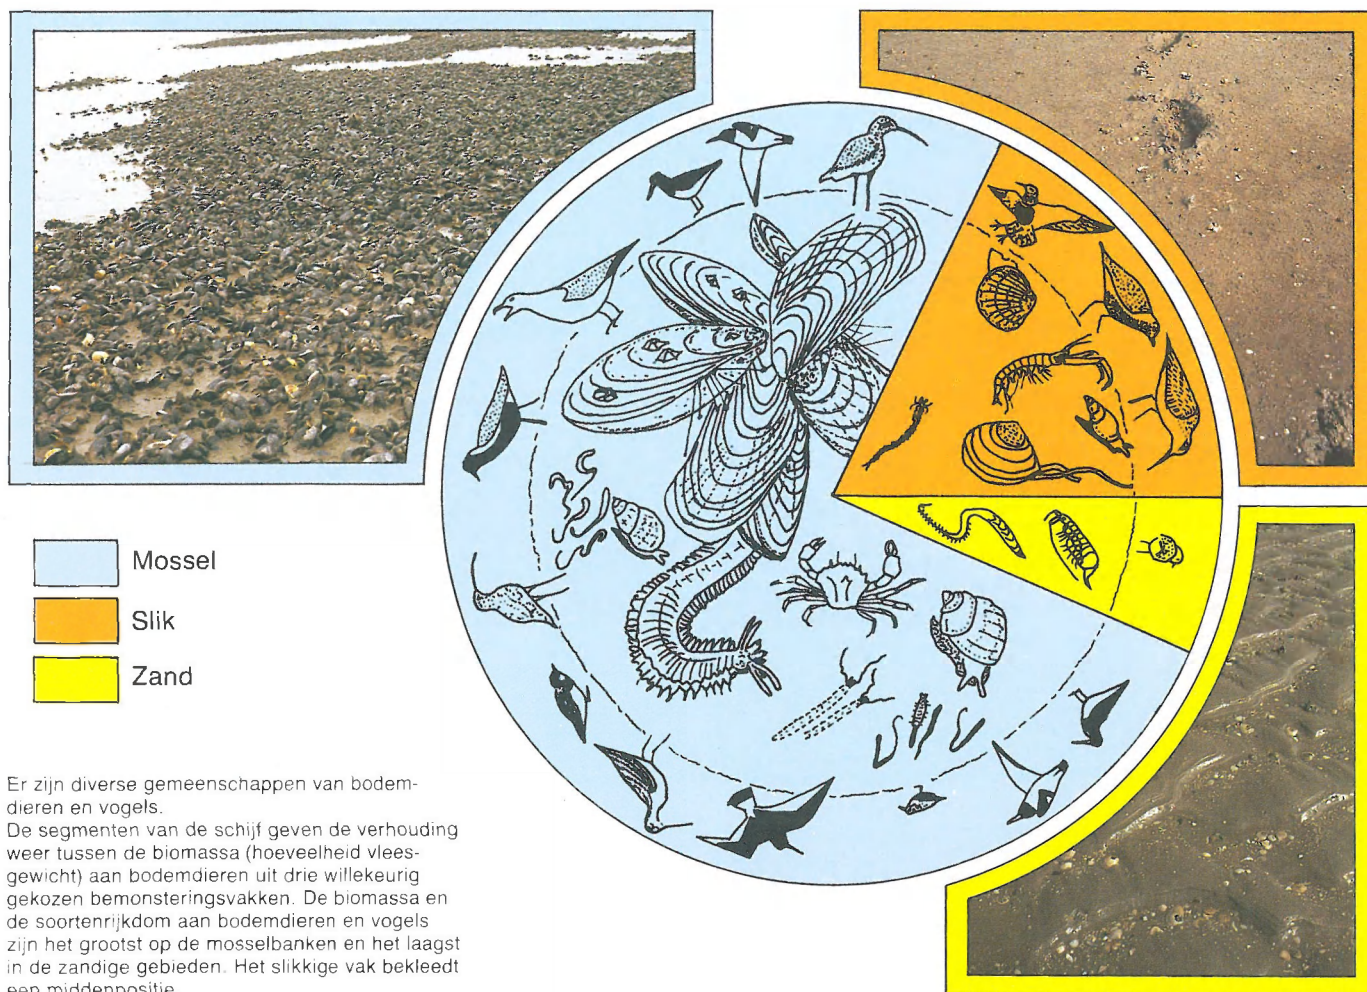 Mossel
Slik
Zand
Er zijn diverse gemeenschappen van bodem-
dieren en vogels.
De segmenten van de schijf geven de verhouding
weer tussen de biomassa (hoeveelheid vlees-
gewicht) aan bodemdieren uit drie willekeurig
gekozen bemonsteringsvakken. De biomassa en
de soortenrijkdom aan bodemdieren en vogels
zijn het grootst op de mosselbanken en het laagst
in de zandige gebieden. Het slikkige vak bekleedt
een middenpositie.